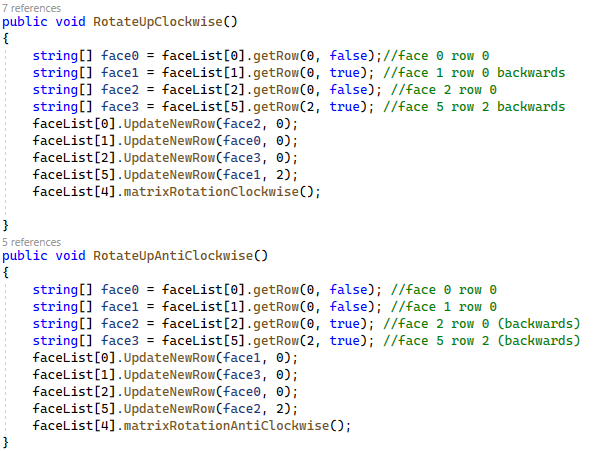 7 references
public void RotateUpClockwise()
{
    string[] face0 = faceList[0].getRow(0, false);//face 0 row 0
    string[] face1 = faceList[1].getRow(0, true); //face 1 row 0 backwards
    string[] face2 = faceList[2].getRow(0, false); //face 2 row 0
    string[] face3 = faceList[5].getRow(2, true); //face 5 row 2 backwards
    faceList[0].UpdateNewRow(face2, 0);
    faceList[1].UpdateNewRow(face0, 0);
    faceList[2].UpdateNewRow(face3, 0);
    faceList[5].UpdateNewRow(face1, 2);
    faceList[4].matrixRotationClockwise();
}
5 references
public void RotateUpAntiClockwise()
{
    string[] face0 = faceList[0].getRow(0, false); //face 0 row 0
    string[] face1 = faceList[1].getRow(0, false); //face 1 row 0
    string[] face2 = faceList[2].getRow(0, true); //face 2 row 0 (backwards)
    string[] face3 = faceList[5].getRow(2, true); //face 5 row 2 (backwards)
    faceList[0].UpdateNewRow(face1, 0);
    faceList[1].UpdateNewRow(face3, 0);
    faceList[2].UpdateNewRow(face0, 0);
    faceList[5].UpdateNewRow(face2, 2);
    faceList[4].matrixRotationAntiClockwise();
}